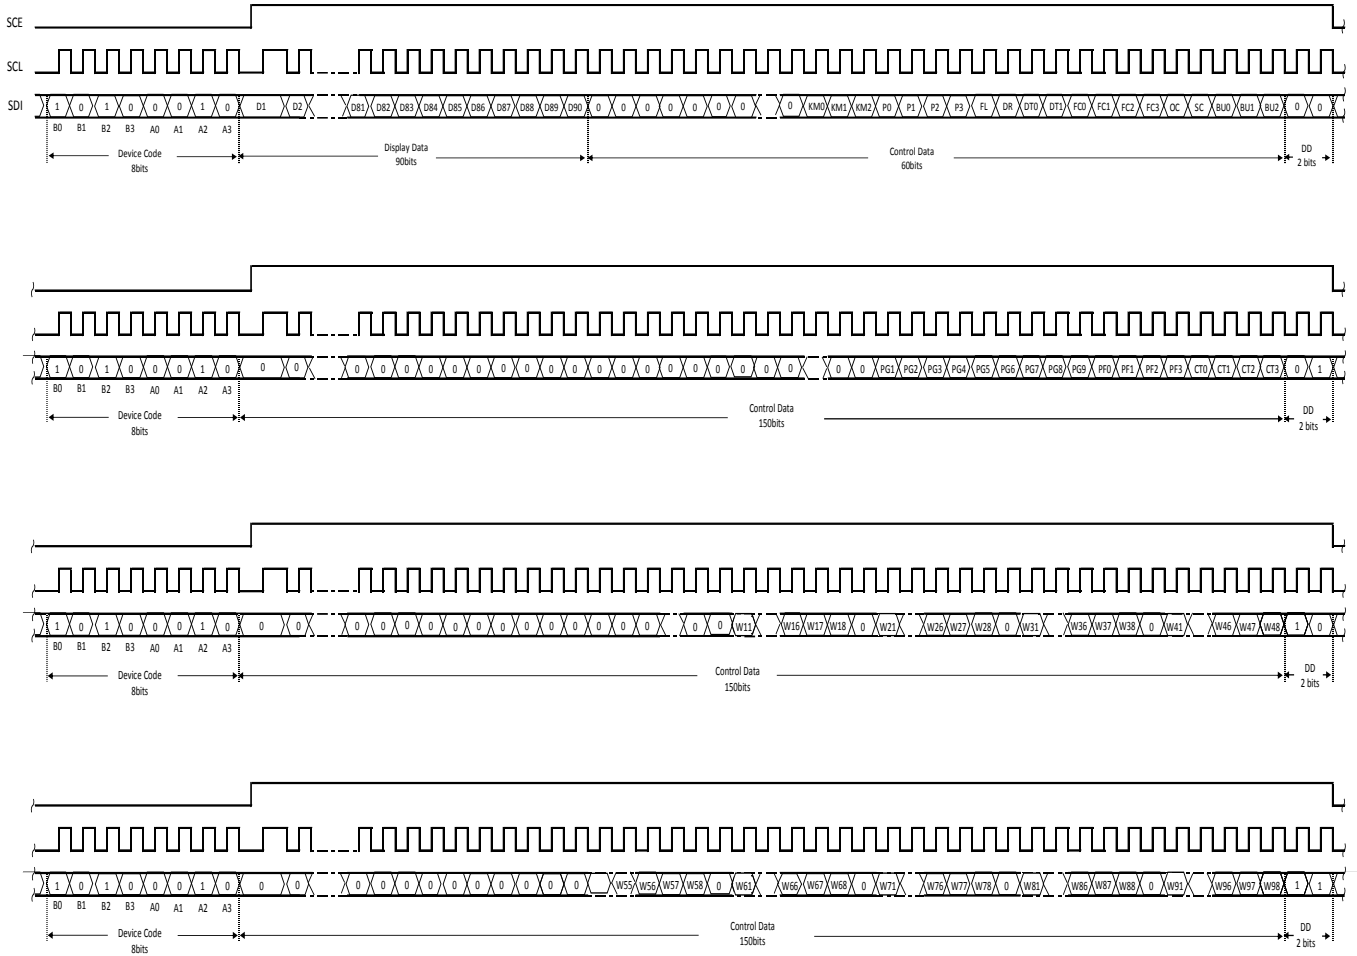 SCE
SCL
SDI 1 0 1 0 0 0 1 0 D1 D2 D81 D82 D83 D84 D85 D86 D87 D88 D89 D90 0 0 0 0 0 0 0 0 KM0 KM1 KM2 P0 P1 P2 P3 FL DR DT0 DT1 FC0 FC1 FC2 FC3 OC SC BU0 BU1 BU2 0 0
B0 B1 B2 B3 A0 A1 A2 A3
Device Code Display Data Control Data DD
8bits 90bits 60bits 2 bits
1 0 1 0 0 0 1 0 0 0 0 0 0 0 0 0 0 0 0 0 0 0 0 0 0 0 0 0 0 0 0 0 PG1 PG2 PG3 PG4 PG5 PG6 PG7 PG8 PG9 PF0 PF1 PF2 PF3 CT0 CT1 CT2 CT3 0 1
B0 B1 B2 B3 A0 A1 A2 A3
Device Code Control Data DD
8bits 150bits 2 bits
1 0 1 0 0 0 1 0 0 0 0 0 0 0 0 0 0 0 0 0 0 0 0 0 0 W11 W16 W17 W18 0 W21 W26 W27 W28 0 W31 W36 W37 W38 0 W41 W46 W47 W48 1 0
B0 B1 B2 B3 A0 A1 A2 A3
Device Code Control Data DD
8bits 150bits 2 bits
1 0 1 0 0 0 1 0 0 0 0 0 0 0 0 0 0 0 0 0 W55 W56 W57 W58 0 W61 W66 W67 W68 0 W71 W76 W77 W78 0 W81 W86 W87 W88 0 W91 W96 W97 W98 1 1
B0 B1 B2 B3 A0 A1 A2 A3
Device Code Control Data DD
8bits 150bits 2 bits